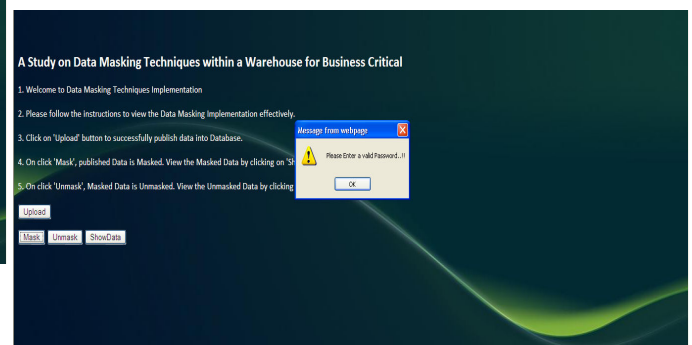 A Study on Data Masking Techniques within a Warehouse for Business Critical
1. Welcome to Data Masking Techniques Implementation
2. Please follow the instructions to view the Data Masking Implementation effectively.
3. Click on 'Upload' button to successfully publish data into Database.
4. On click 'Mask', published Data is Masked. View the Masked Data by clicking on 'Sh
5. On click 'Unmask', Masked Data is Unmasked. View the Unmasked Data by clicking
Upload
Mask Unmask ShowData
Message from webpage
Please Enter a valid Password..!!
OK